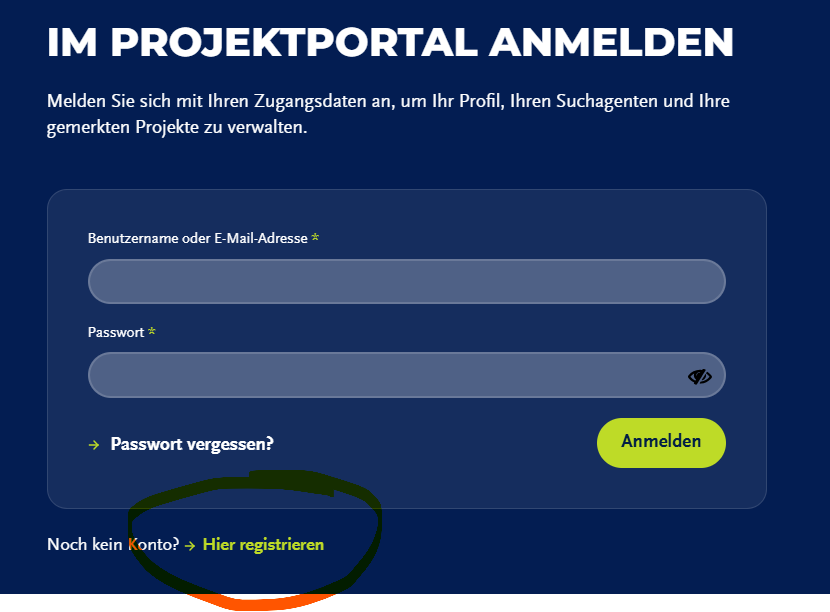 IM PROJEKTPORTAL ANMELDEN
Melden Sie sich mit Ihren Zugangsdaten an, um Ihr Profil, Ihren Suchagenten und Ihre
gemerkten Projekte zu verwalten.
Benutzername oder E-Mail-Adresse *
Passwort *
→ Passwort vergessen?
Anmelden
Noch kein Konto? → Hier registrieren